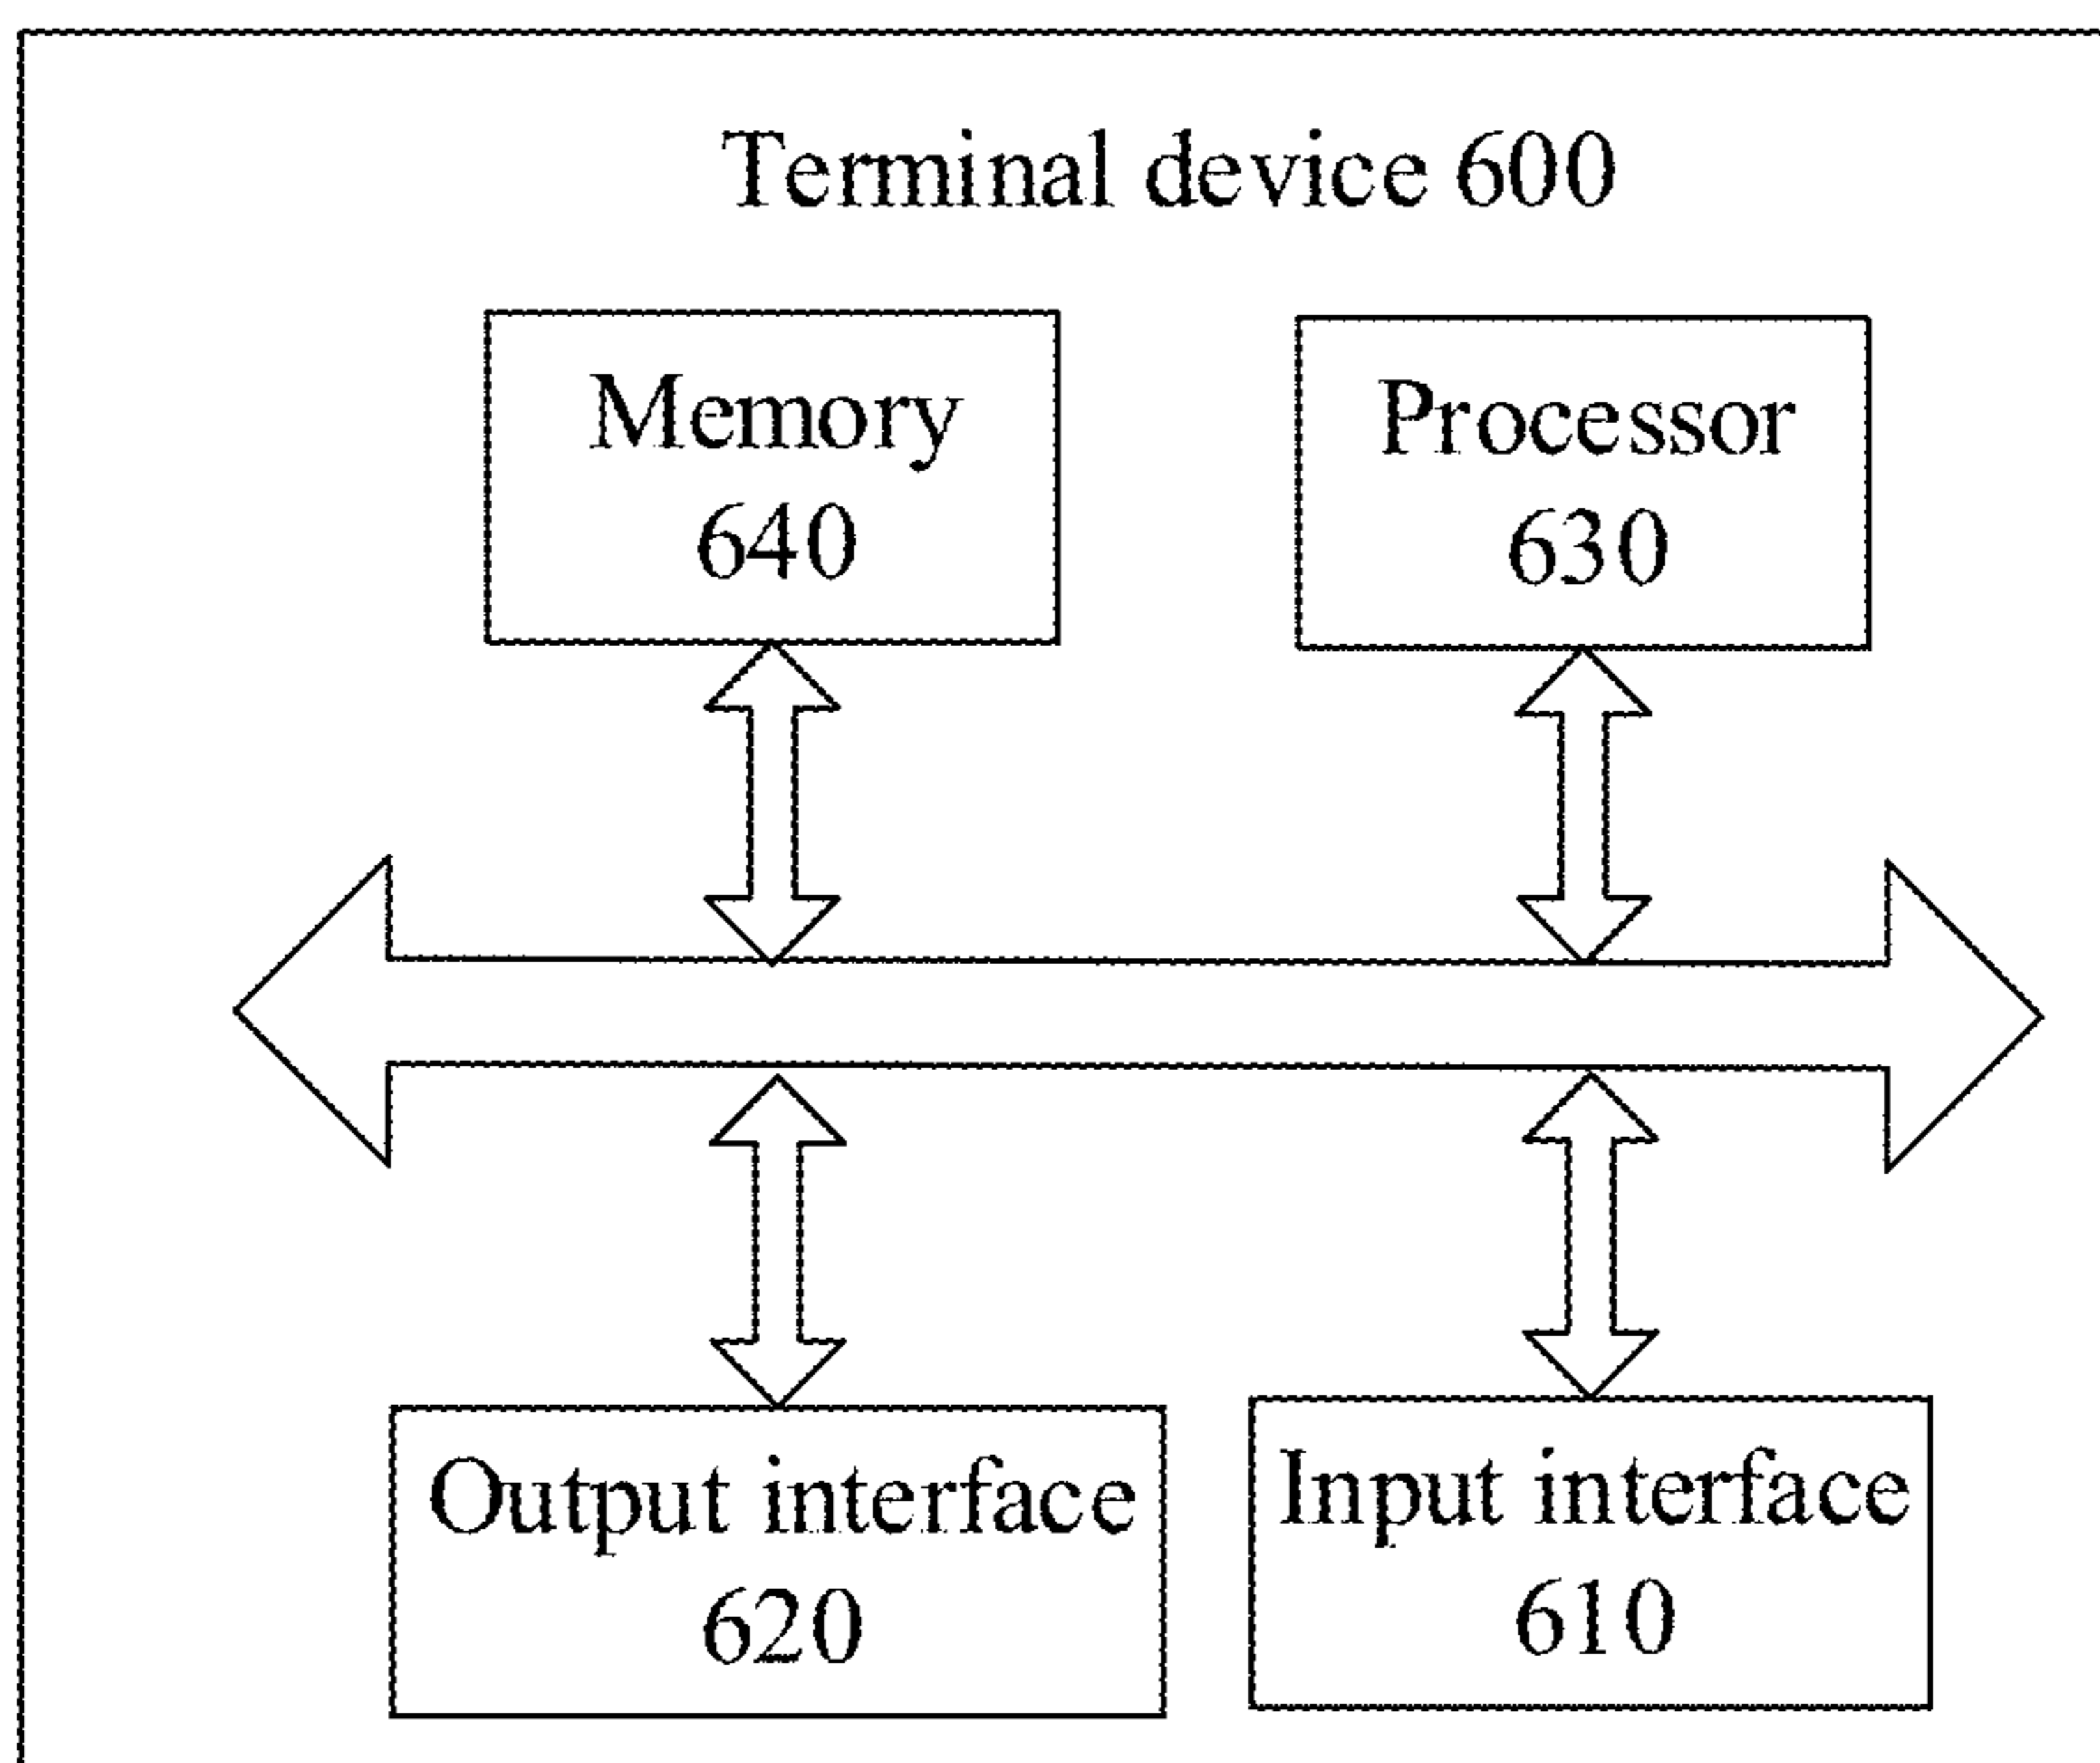 Terminal device 600
Memory
640
Processor
630
Output interface
620
Input interface
610